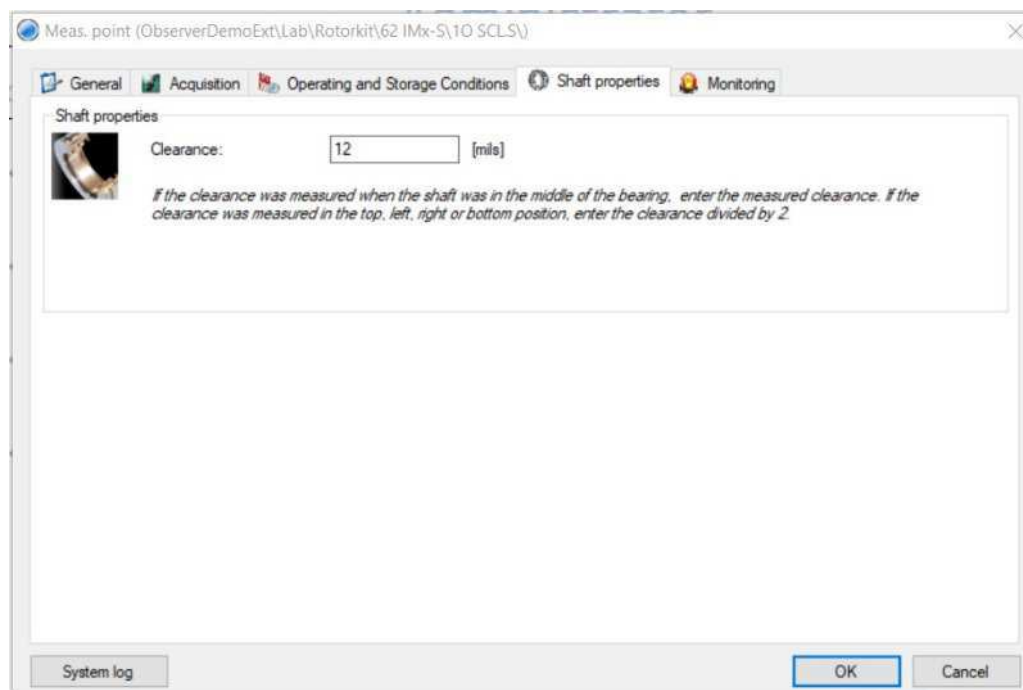 Meas. point (ObserverDemoExt\Lab\Rotorkit\62 IMx-S\1O SCLS\)
General Acquisition Operating and Storage Conditions Shaft properties Monitoring
Shaft properties
Clearance: 12 [mils]
If the clearance was measured when the shaft was in the middle of the bearing, enter the measured clearance. If the
clearance was measured in the top, left, right or bottom position, enter the clearance divided by 2.
System log OK Cancel